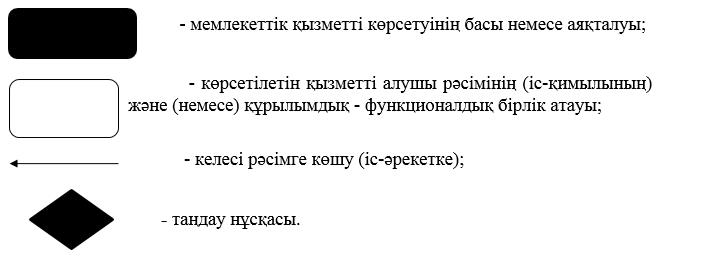 - мемлекеттік қызметті көрсетуінің басы немесе аяқталуы;
- көрсетілетін қызметті алушы рәсімінің (іс-қимылының)
және (немесе) құрылымдық - функционалдық бірлік атауы;
- келесі рәсімге көшу (іс-әрекетке);
- таңдау нұсқасы.